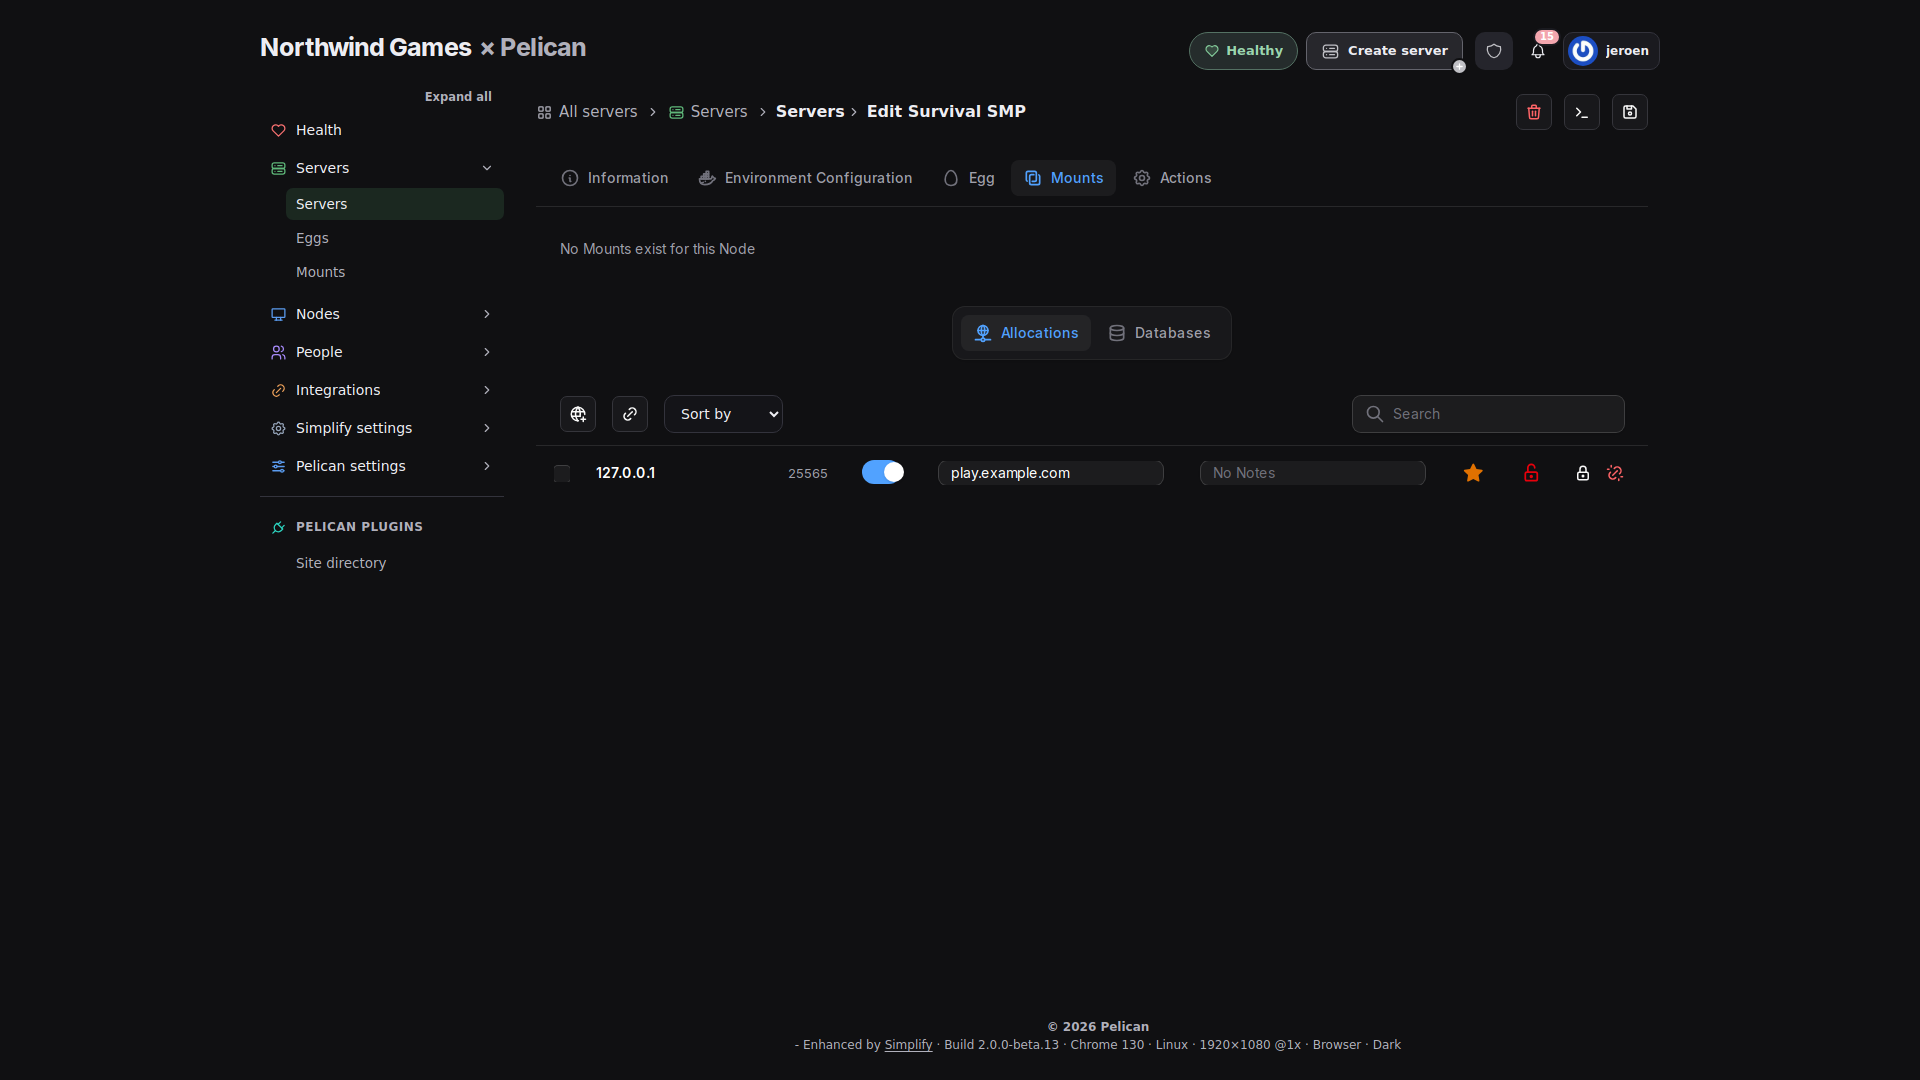 Northwind Games × Pelican
Healthy
Create server
15
jeroen
Expand all
Health
Servers
Servers
Eggs
Mounts
Nodes
People
Integrations
Simplify settings
Pelican settings
PELICAN PLUGINS
Site directory
All servers > Servers > Servers > Edit Survival SMP
Information
Environment Configuration
Egg
Mounts
Actions
No Mounts exist for this Node
Allocations
Databases
Sort by
Search
127.0.0.1
25565
play.example.com
No Notes
© 2026 Pelican
- Enhanced by Simplify · Build 2.0.0-beta.13 · Chrome 130 · Linux · 1920×1080 @1x · Browser · Dark